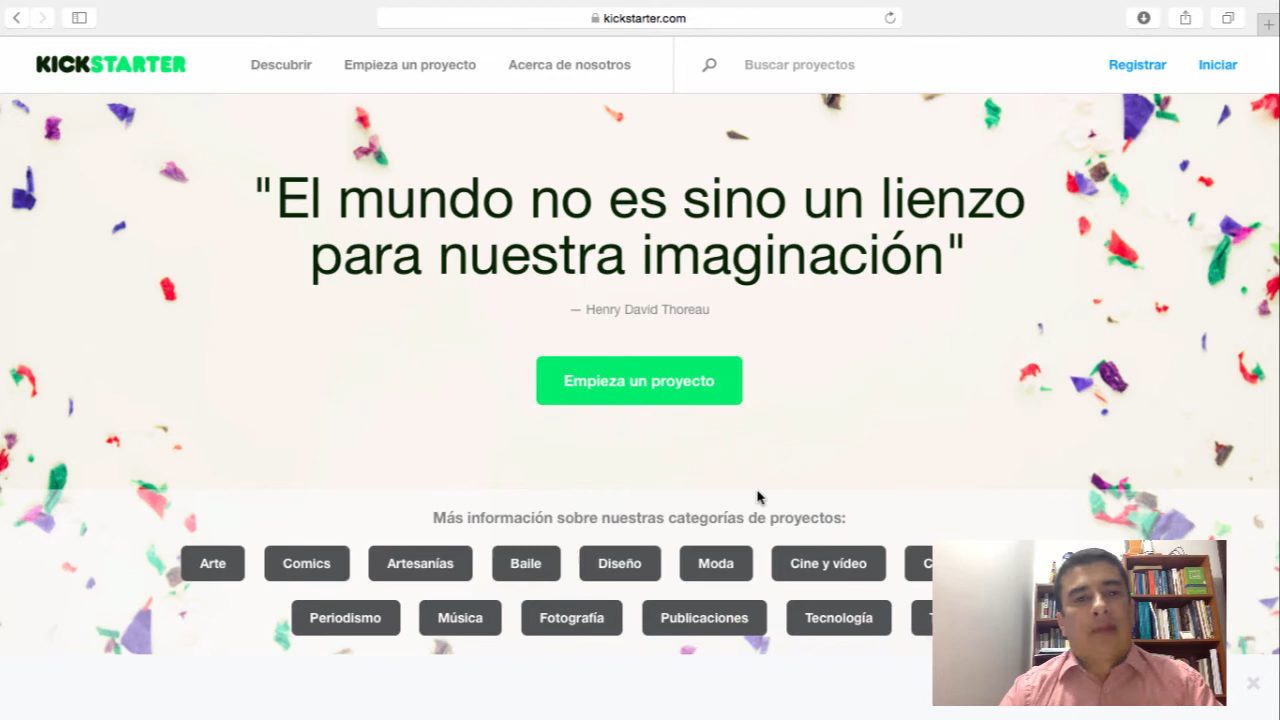 kickstarter.com
KICKSTARTER
Descubrir
Empieza un proyecto
Acerca de nosotros
Buscar proyectos
Registrar
Iniciar
"El mundo no es sino un lienzo
para nuestra imaginación"
— Henry David Thoreau
Empieza un proyecto
Más información sobre nuestras categorías de proyectos:
Arte
Comics
Artesanías
Baile
Diseño
Moda
Cine y vídeo
Periodismo
Música
Fotografía
Publicaciones
Tecnología